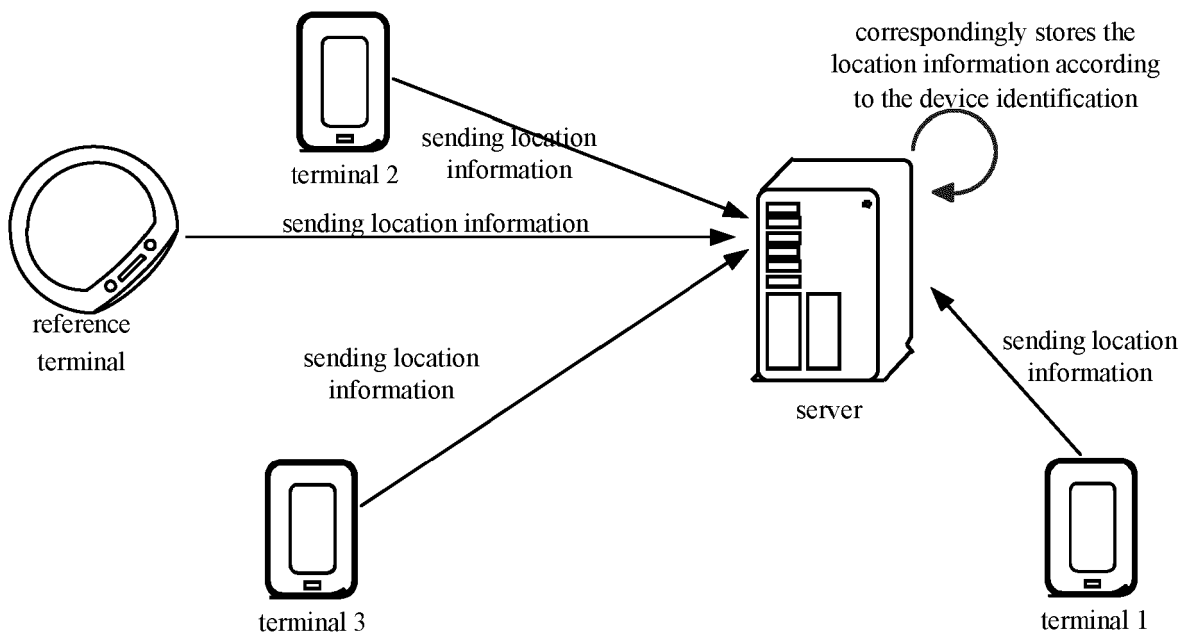 correspondingly stores the
location information according
to the device identification
sending location
information
terminal 2
sending location information
reference
terminal
sending location
information
sending location
information
server
terminal 3
terminal 1